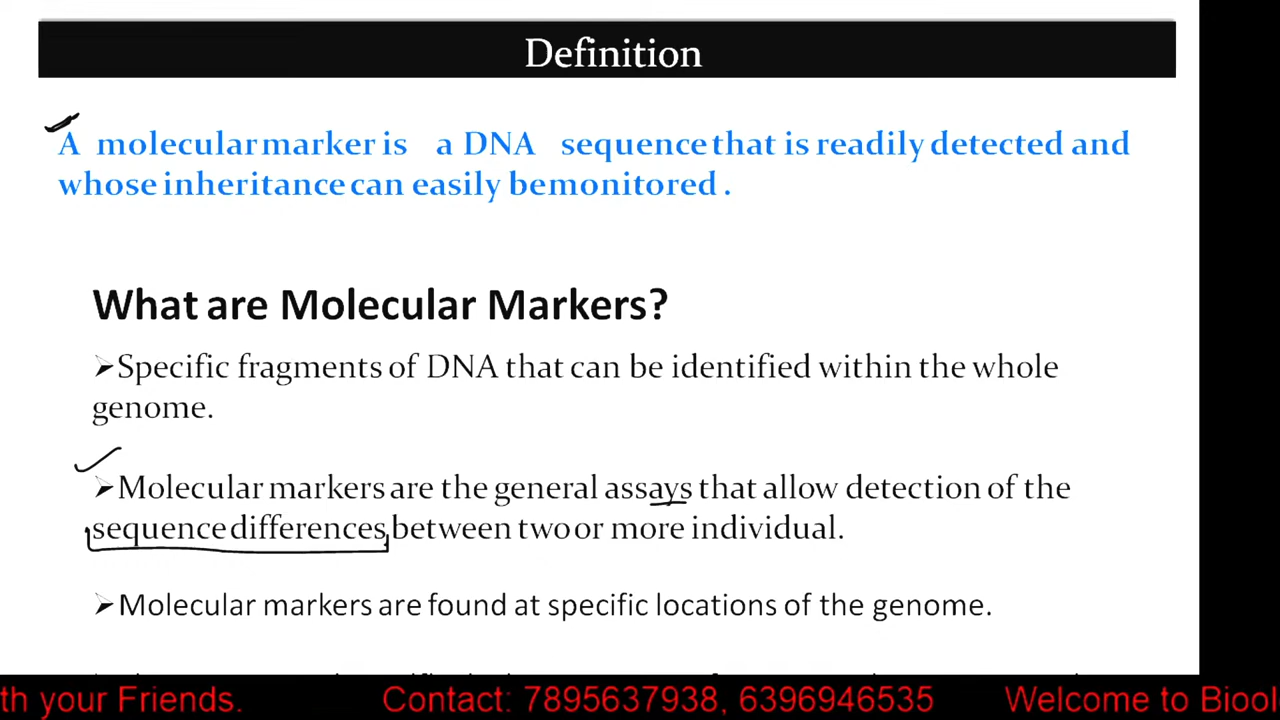 Definition
A molecular marker is a DNA sequence that is readily detected and
whose inheritance can easily bemonitored .
What are Molecular Markers?
➢Specific fragments of DNA that can be identified within the whole
genome.
➢Molecular markers are the general assays that allow detection of the
sequence differences between two or more individual.
➢Molecular markers are found at specific locations of the genome.
th your Friends. Contact: 7895637938, 6396946535 Welcome to Biool